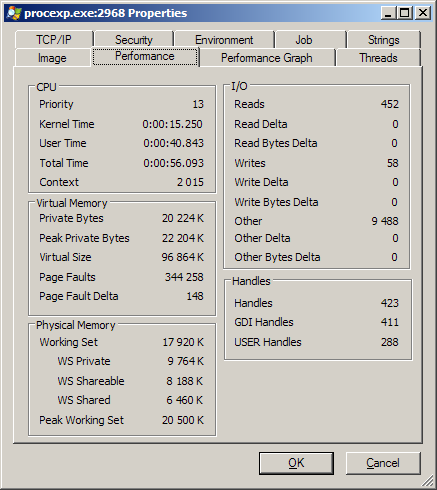 procexp.exe:2968 Properties
TCP/IP Security Environment Job Strings
Image Performance Performance Graph Threads
CPU
Priority 13
Kernel Time 0:00:15.250
User Time 0:00:40.843
Total Time 0:00:56.093
Context 2 015
Virtual Memory
Private Bytes 20 224 K
Peak Private Bytes 22 204 K
Virtual Size 96 864 K
Page Faults 344 258
Page Fault Delta 148
Physical Memory
Working Set 17 920 K
WS Private 9 764 K
WS Shareable 8 188 K
WS Shared 6 460 K
Peak Working Set 20 500 K
I/O
Reads 452
Read Delta 0
Read Bytes Delta 0
Writes 58
Write Delta 0
Write Bytes Delta 0
Other 9 488
Other Delta 0
Other Bytes Delta 0
Handles
Handles 423
GDI Handles 411
USER Handles 288
OK Cancel